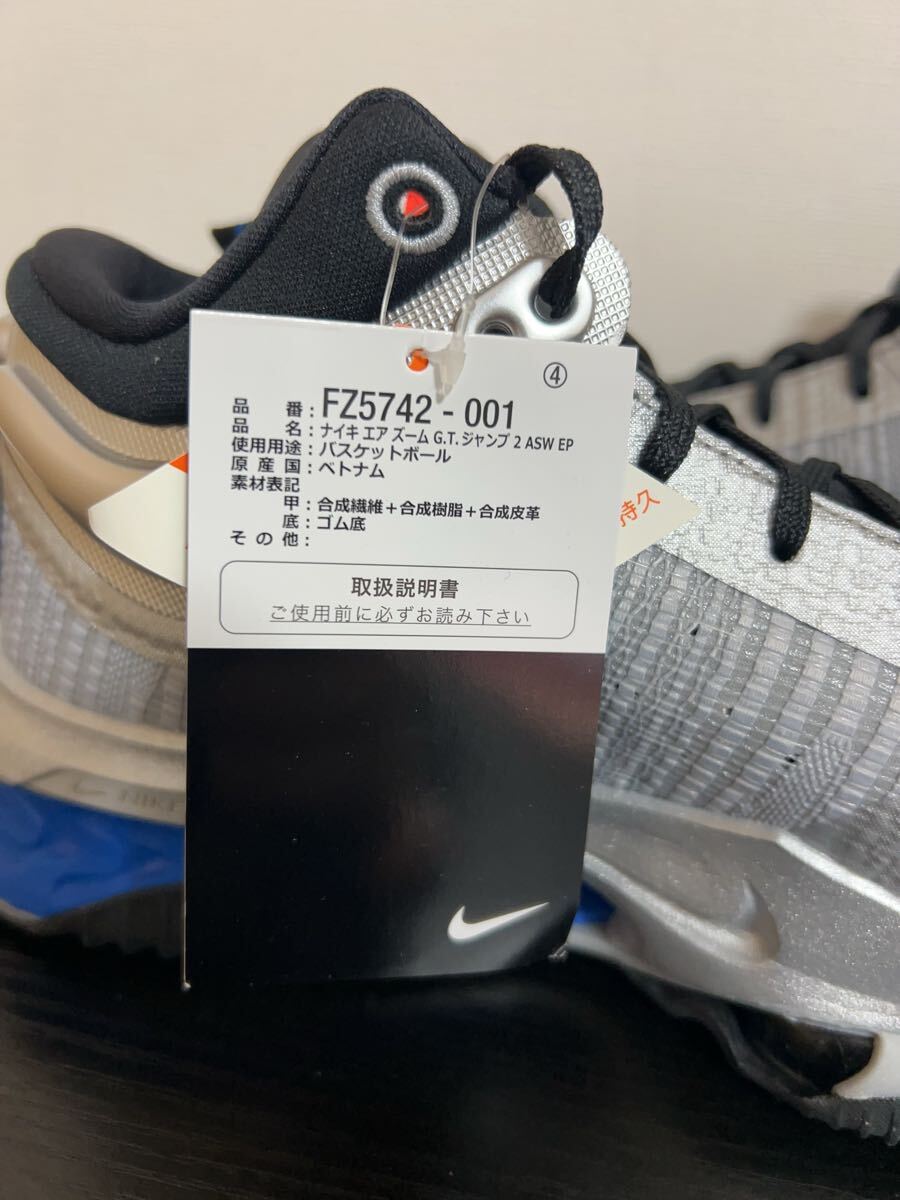 ④
品番：FZ5742 - 001
品名：ナイキ エア ズーム G.T. ジャンプ 2 ASW EP
使用用途：バスケットボール
原産国：ベトナム
素材表記
甲：合成繊維＋合成樹脂＋合成皮革
底：ゴム底
その他：
取扱説明書
ご使用前に必ずお読み下さい
持久
NIKE